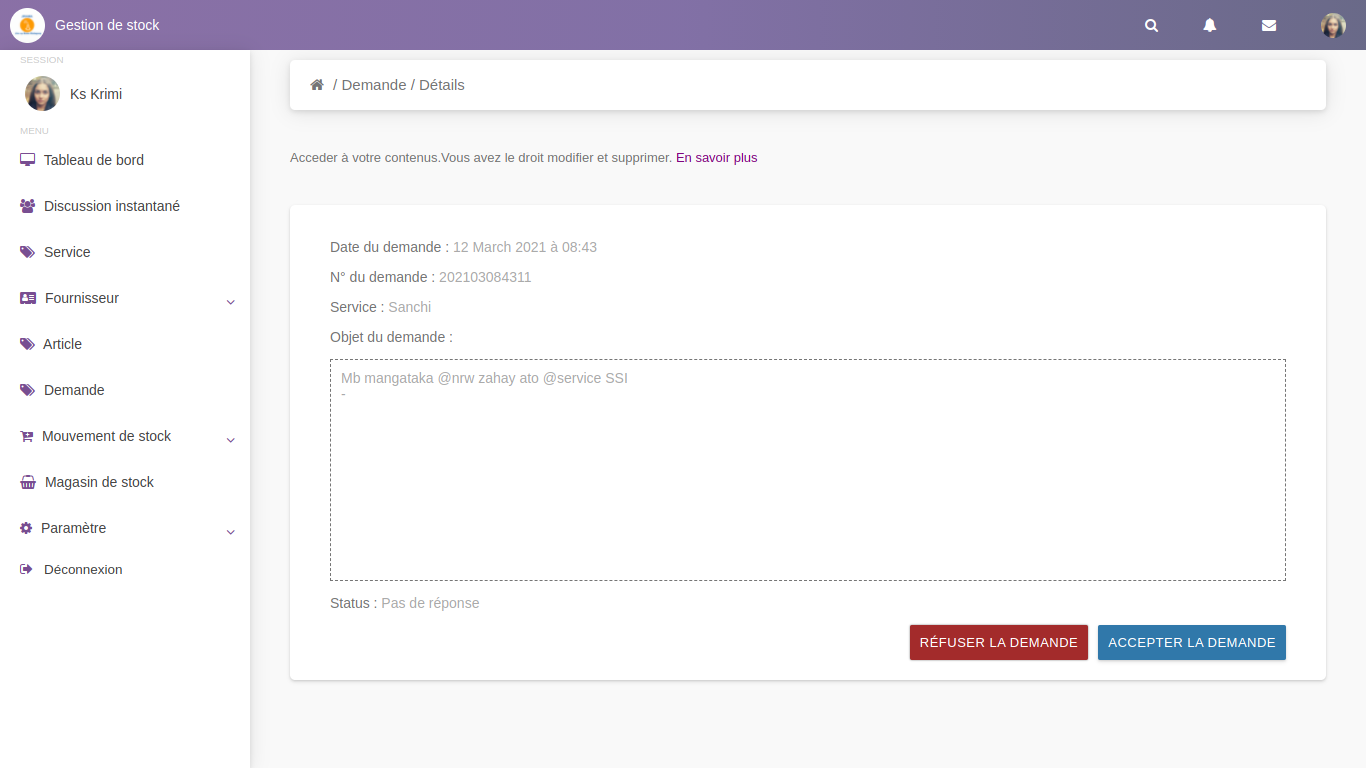 Gestion de stock
SESSION
Ks Krimi
MENU
Tableau de bord
Discussion instantané
Service
Fournisseur
Article
Demande
Mouvement de stock
Magasin de stock
Paramètre
Déconnexion
/ Demande / Détails
Acceder à votre contenus.Vous avez le droit modifier et supprimer. En savoir plus
Date du demande : 12 March 2021 à 08:43
N° du demande : 202103084311
Service : Sanchi
Objet du demande :
Mb mangataka @nrw zahay ato @service SSI
-
Status : Pas de réponse
RÉFUSER LA DEMANDE ACCEPTER LA DEMANDE